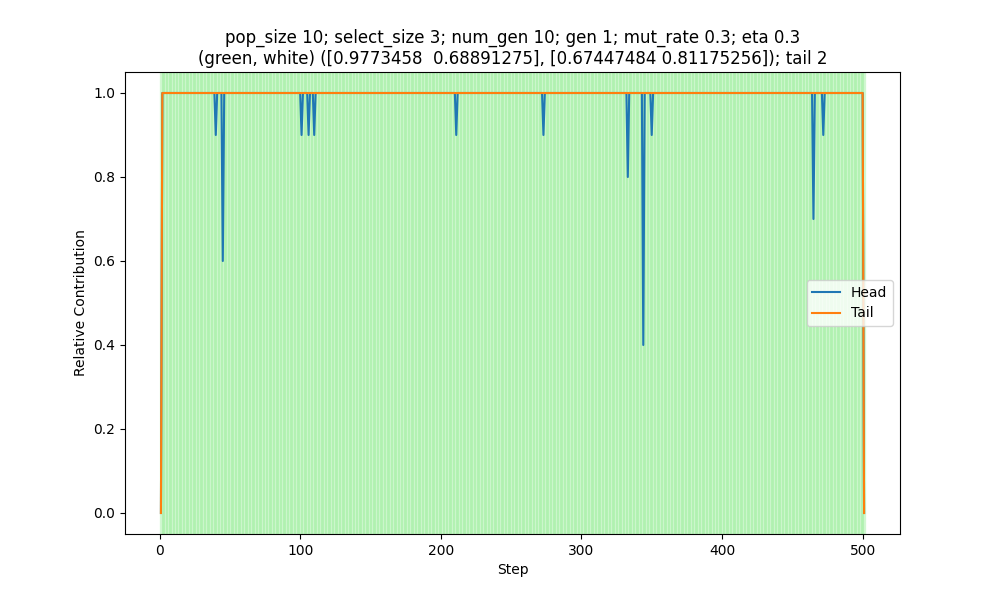 pop_size 10; select_size 3; num_gen 10; gen 1; mut_rate 0.3; eta 0.3
(green, white) ([0.9773458  0.68891275], [0.67447484 0.81175256]); tail 2
1.0
0.8
0.6
0.4
0.2
0.0
Relative Contribution
Head
Tail
0 100 200 300 400 500
Step